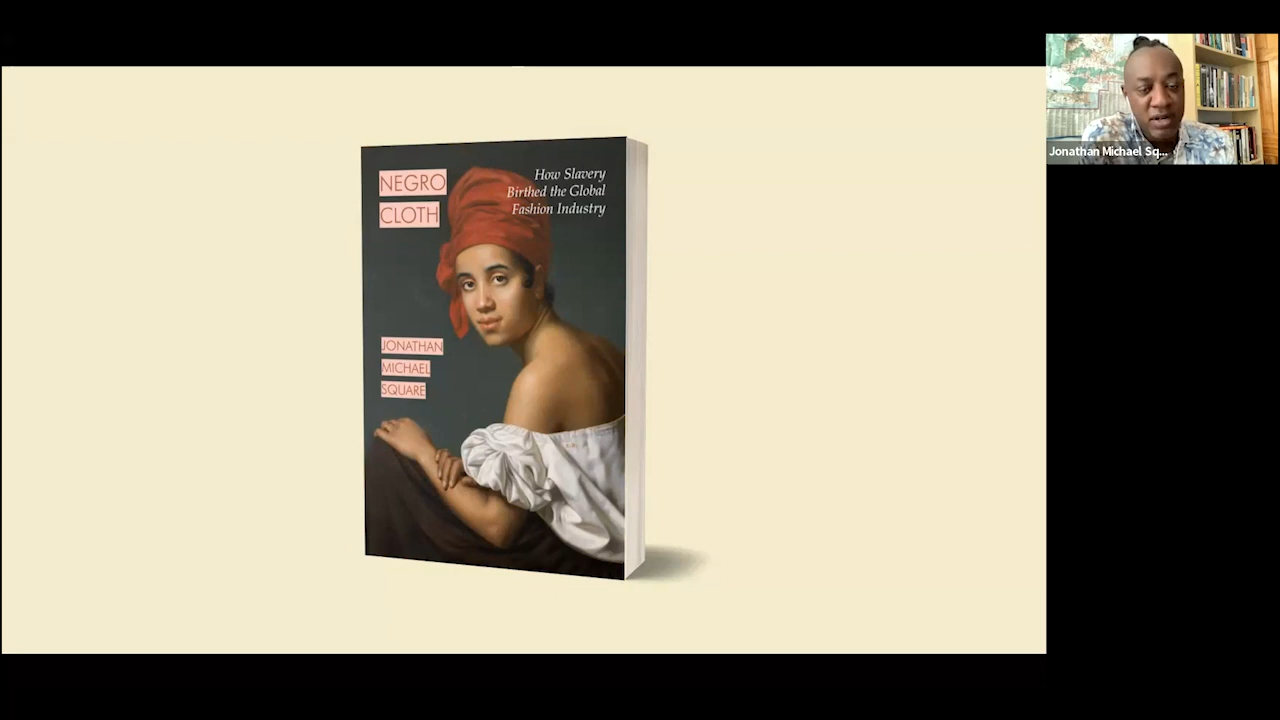 NEGRO
CLOTH
How Slavery
Birthed the Global
Fashion Industry
JONATHAN
MICHAEL
SQUARE
Jonathan Michael Sq...